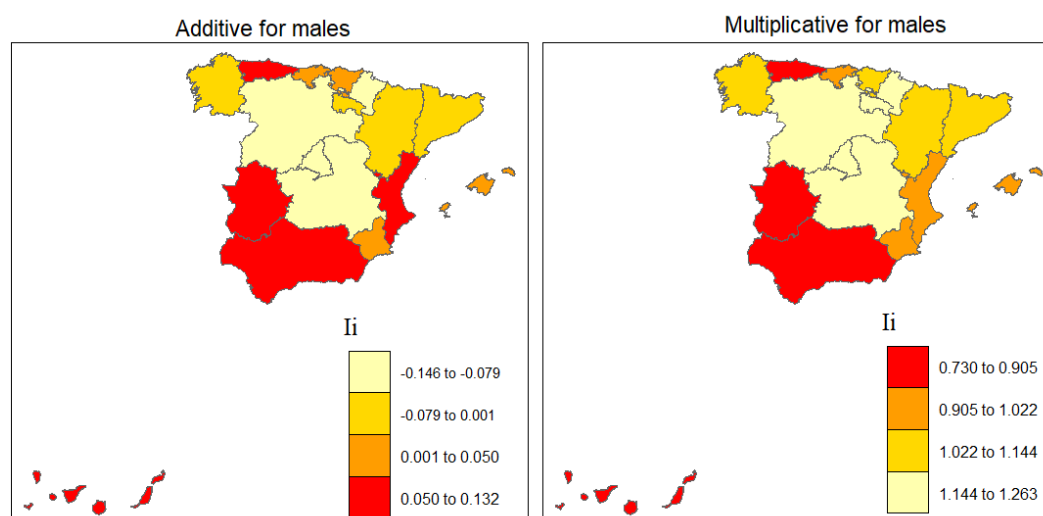 Additive for males
Ii
-0.146 to -0.079
-0.079 to 0.001
0.001 to 0.050
0.050 to 0.132
Multiplicative for males
Ii
0.730 to 0.905
0.905 to 1.022
1.022 to 1.144
1.144 to 1.263